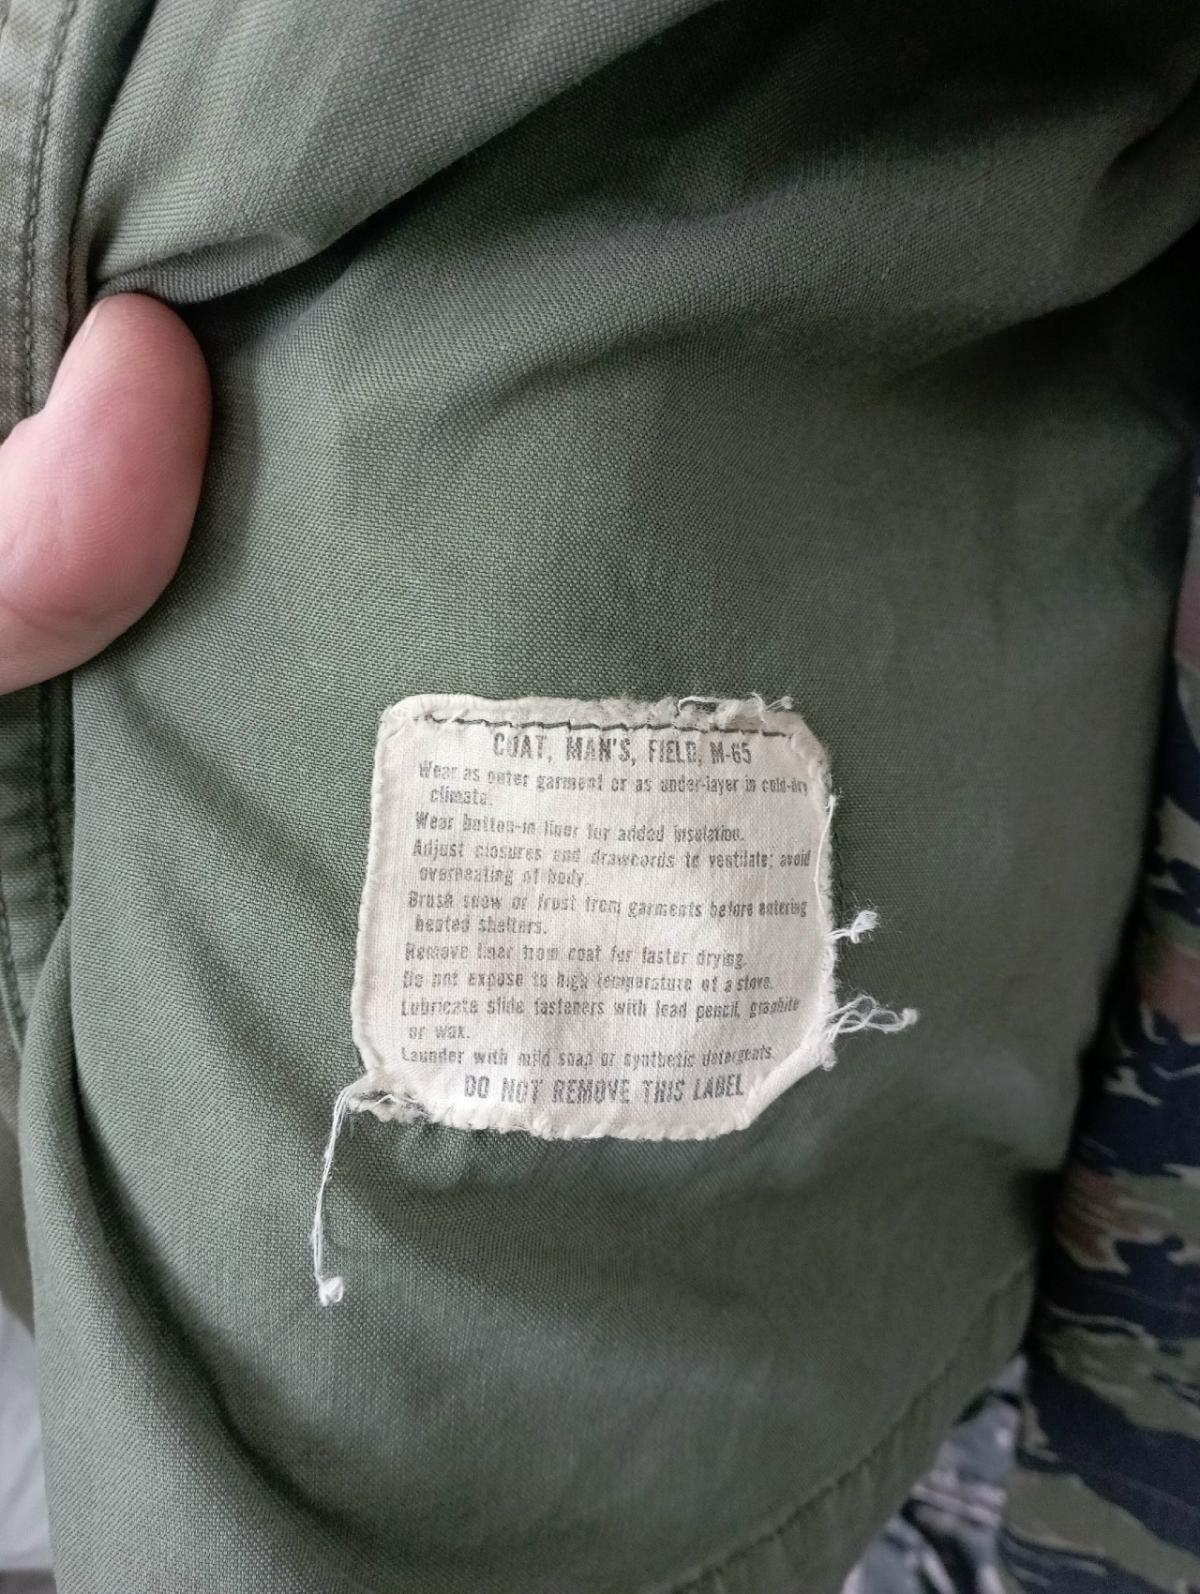 COAT, MAN'S, FIELD, M-65
Wear as outer garment or as under-layer in cold-dry
climate.
Wear button-in liner for added insulation.
Adjust closures and drawcords to ventilate; avoid
overheating of body.
Brush snow or frost from garments before entering
heated shelters.
Remove liner from coat for faster drying.
Do not expose to high temperature of a stove.
Lubricate slide fasteners with lead pencil, graphite
or wax.
Launder with mild soap or synthetic detergents.
DO NOT REMOVE THIS LABEL